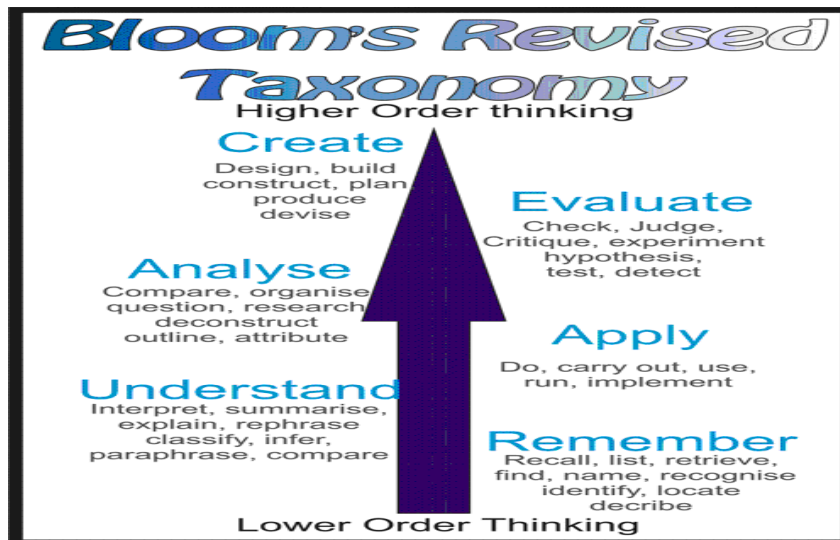 Bloom's Revised
Taxonomy
Higher Order thinking
Create
Design, build
construct, plan,
produce
devise
Evaluate
Check, Judge,
Critique, experiment
hypothesis,
test, detect
Analyse
Compare, organise
question, research,
deconstruct
outline, attribute
Apply
Do, carry out, use,
run, implement
Understand
Interpret, summarise,
explain, rephrase
classify, infer,
paraphrase, compare
Remember
Recall, list, retrieve,
find, name, recognise
identify, locate
decribe
Lower Order Thinking